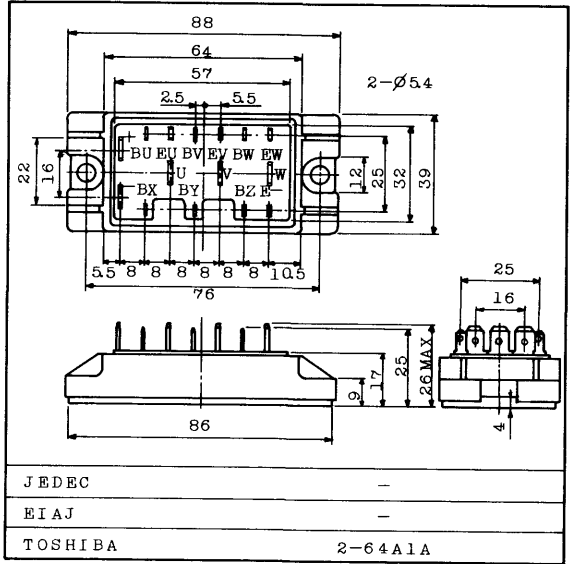 88
64
57
2.5 5.5
2-Ø5.4
BU EU BV EV BW EW
U V W
BX BY BZ E
+
-
22
16
12
25
32
39
5.5 8 8 8 8 8 8 10.5
76
25
16
9
17
25
26 MAX
4
86
JEDEC -
EIAJ -
TOSHIBA 2-64A1A